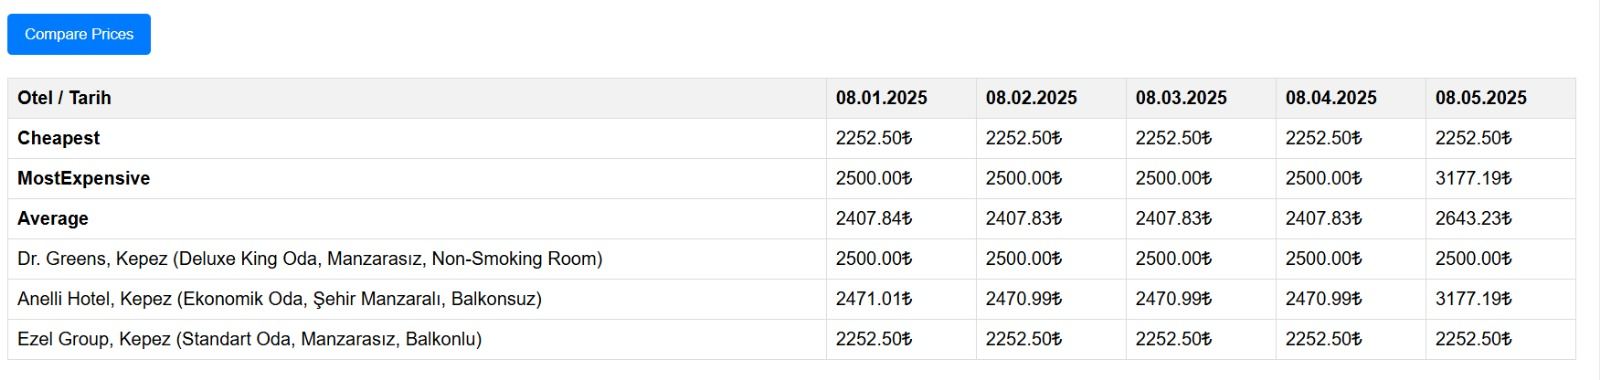 Compare Prices
Otel / Tarih 08.01.2025 08.02.2025 08.03.2025 08.04.2025 08.05.2025
Cheapest 2252.50₺ 2252.50₺ 2252.50₺ 2252.50₺ 2252.50₺
MostExpensive 2500.00₺ 2500.00₺ 2500.00₺ 2500.00₺ 3177.19₺
Average 2407.84₺ 2407.83₺ 2407.83₺ 2407.83₺ 2643.23₺
Dr. Greens, Kepez (Deluxe King Oda, Manzarasız, Non-Smoking Room) 2500.00₺ 2500.00₺ 2500.00₺ 2500.00₺ 2500.00₺
Anelli Hotel, Kepez (Ekonomik Oda, Şehir Manzaralı, Balkonsuz) 2471.01₺ 2470.99₺ 2470.99₺ 2470.99₺ 3177.19₺
Ezel Group, Kepez (Standart Oda, Manzarasız, Balkonlu) 2252.50₺ 2252.50₺ 2252.50₺ 2252.50₺ 2252.50₺